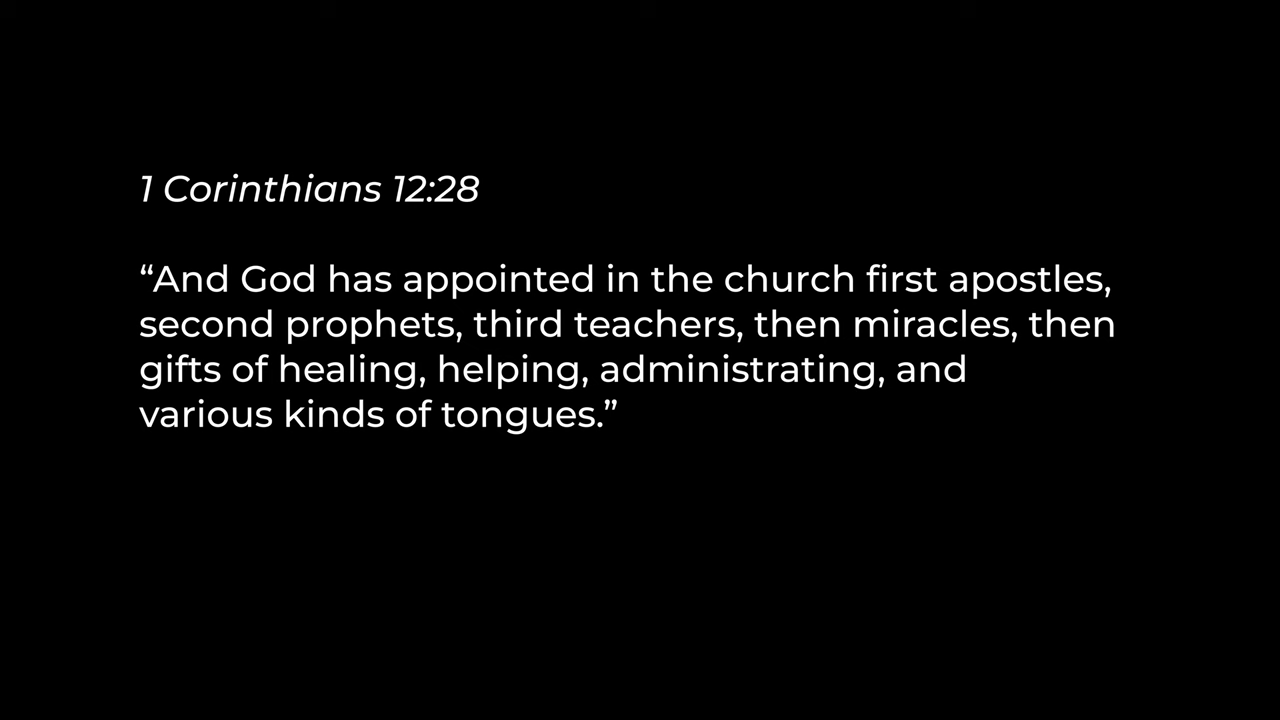 1 Corinthians 12:28
“And God has appointed in the church first apostles,
second prophets, third teachers, then miracles, then
gifts of healing, helping, administrating, and
various kinds of tongues.”